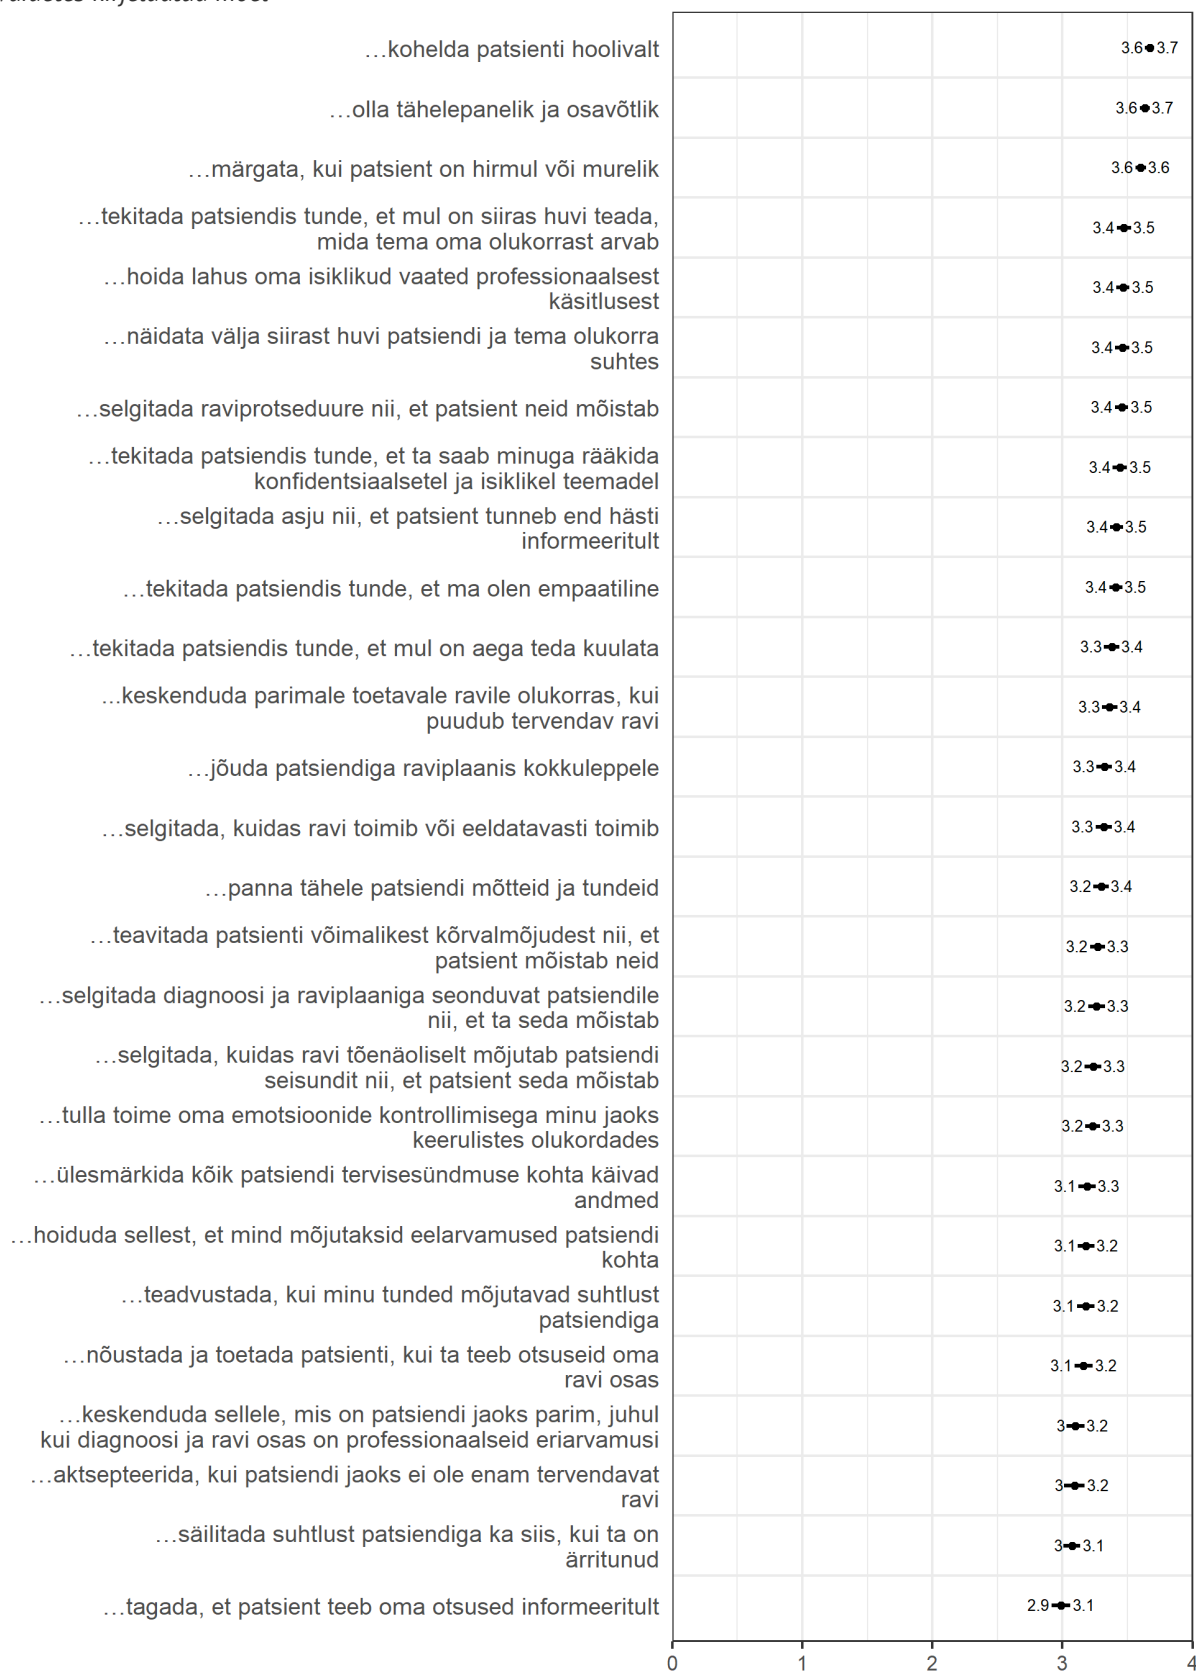 …kohelda patsienti hoolivalt
3.6 3.7
…olla tähelepanelik ja osavõtlik
3.6 3.7
…märgata, kui patsient on hirmul või murelik
3.6 3.6
…tekitada patsiendis tunde, et mul on siiras huvi teada,
mida tema oma olukorrast arvab
3.4 3.5
…hoida lahus oma isiklikud vaated professionaalsest
käsitlusest
3.4 3.5
…näidata välja siirast huvi patsiendi ja tema olukorra
suhtes
3.4 3.5
…selgitada raviprotseduure nii, et patsient neid mõistab
3.4 3.5
…tekitada patsiendis tunde, et ta saab minuga rääkida
konfidentsiaalsetel ja isiklikel teemadel
3.4 3.5
…selgitada asju nii, et patsient tunneb end hästi
informeeritult
3.4 3.5
…tekitada patsiendis tunde, et ma olen empaatiline
3.4 3.5
…tekitada patsiendis tunde, et mul on aega teda kuulata
3.3 3.4
...keskenduda parimale toetavale ravile olukorras, kui
puudub tervendav ravi
3.3 3.4
…jõuda patsiendiga raviplaanis kokkuleppele
3.3 3.4
…selgitada, kuidas ravi toimib või eeldatavasti toimib
3.3 3.4
…panna tähele patsiendi mõtteid ja tundeid
3.2 3.4
…teavitada patsienti võimalikest kõrvalmõjudest nii, et
patsient mõistab neid
3.2 3.3
…selgitada diagnoosi ja raviplaaniga seonduvat patsiendile
nii, et ta seda mõistab
3.2 3.3
…selgitada, kuidas ravi tõenäoliselt mõjutab patsiendi
seisundit nii, et patsient seda mõistab
3.2 3.3
…tulla toime oma emotsioonide kontrollimisega minu jaoks
keerulistes olukordades
3.2 3.3
…ülesmärkida kõik patsiendi tervisesündmuse kohta käivad
andmed
3.1 3.3
…hoiduda sellest, et mind mõjutaksid eelarvamused patsiendi
kohta
3.1 3.2
…teadvustada, kui minu tunded mõjutavad suhtlust
patsiendiga
3.1 3.2
…nõustada ja toetada patsienti, kui ta teeb otsuseid oma
ravi osas
3.1 3.2
…keskenduda sellele, mis on patsiendi jaoks parim, juhul
kui diagnoosi ja ravi osas on professionaalseid eriarvamusi
3 3.2
…aktsepteerida, kui patsiendi jaoks ei ole enam tervendavat
ravi
3 3.2
…säilitada suhtlust patsiendiga ka siis, kui ta on
ärritunud
3 3.1
…tagada, et patsient teeb oma otsused informeeritult
2.9 3.1
0 1 2 3 4